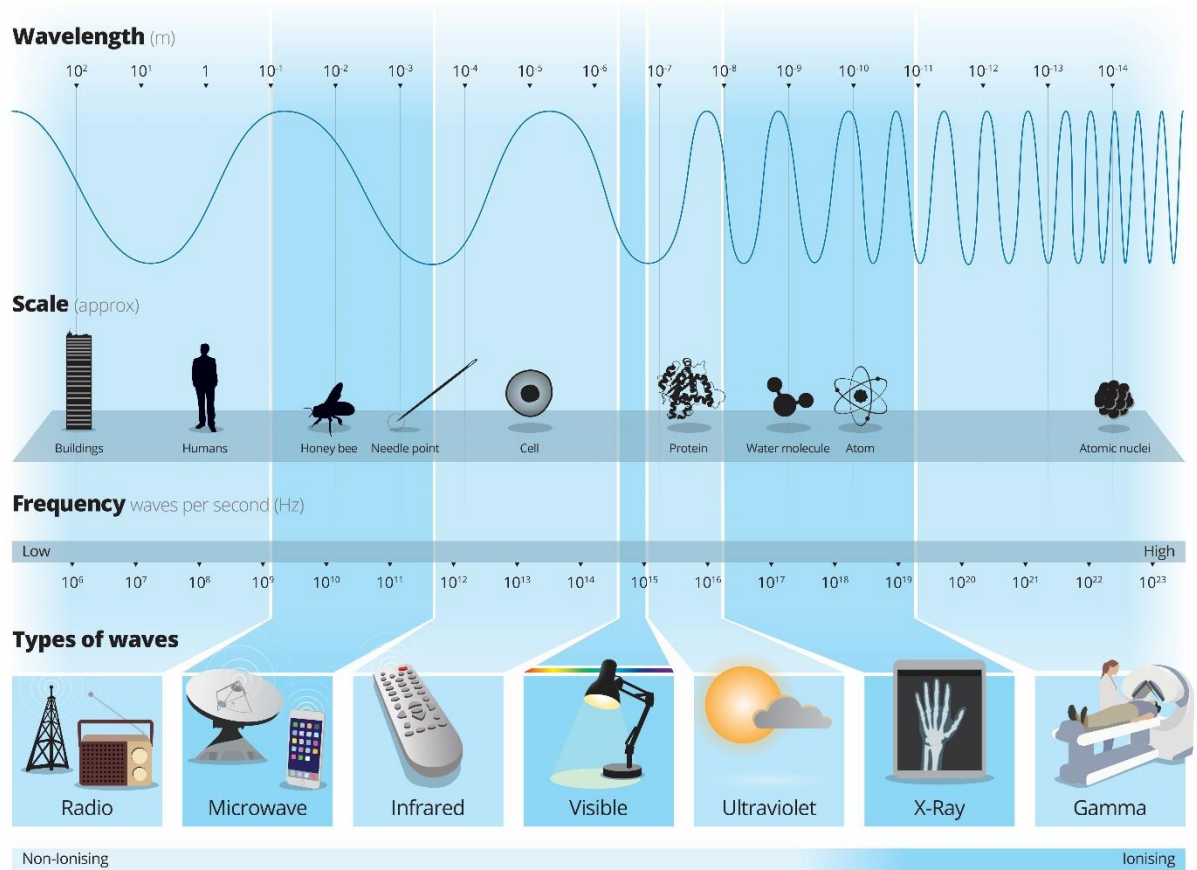 Wavelength (m)
10² 10¹ 1 10⁻¹ 10⁻² 10⁻³ 10⁻⁴ 10⁻⁵ 10⁻⁶ 10⁻⁷ 10⁻⁸ 10⁻⁹ 10⁻¹⁰ 10⁻¹¹ 10⁻¹² 10⁻¹³ 10⁻¹⁴
Scale (approx)
Buildings Humans Honey bee Needle point Cell Protein Water molecule Atom Atomic nuclei
Frequency waves per second (Hz)
Low High
10⁶ 10⁷ 10⁸ 10⁹ 10¹⁰ 10¹¹ 10¹² 10¹³ 10¹⁴ 10¹⁵ 10¹⁶ 10¹⁷ 10¹⁸ 10¹⁹ 10²⁰ 10²¹ 10²² 10²³
Types of waves
Radio Microwave Infrared Visible Ultraviolet X-Ray Gamma
Non-Ionising Ionising